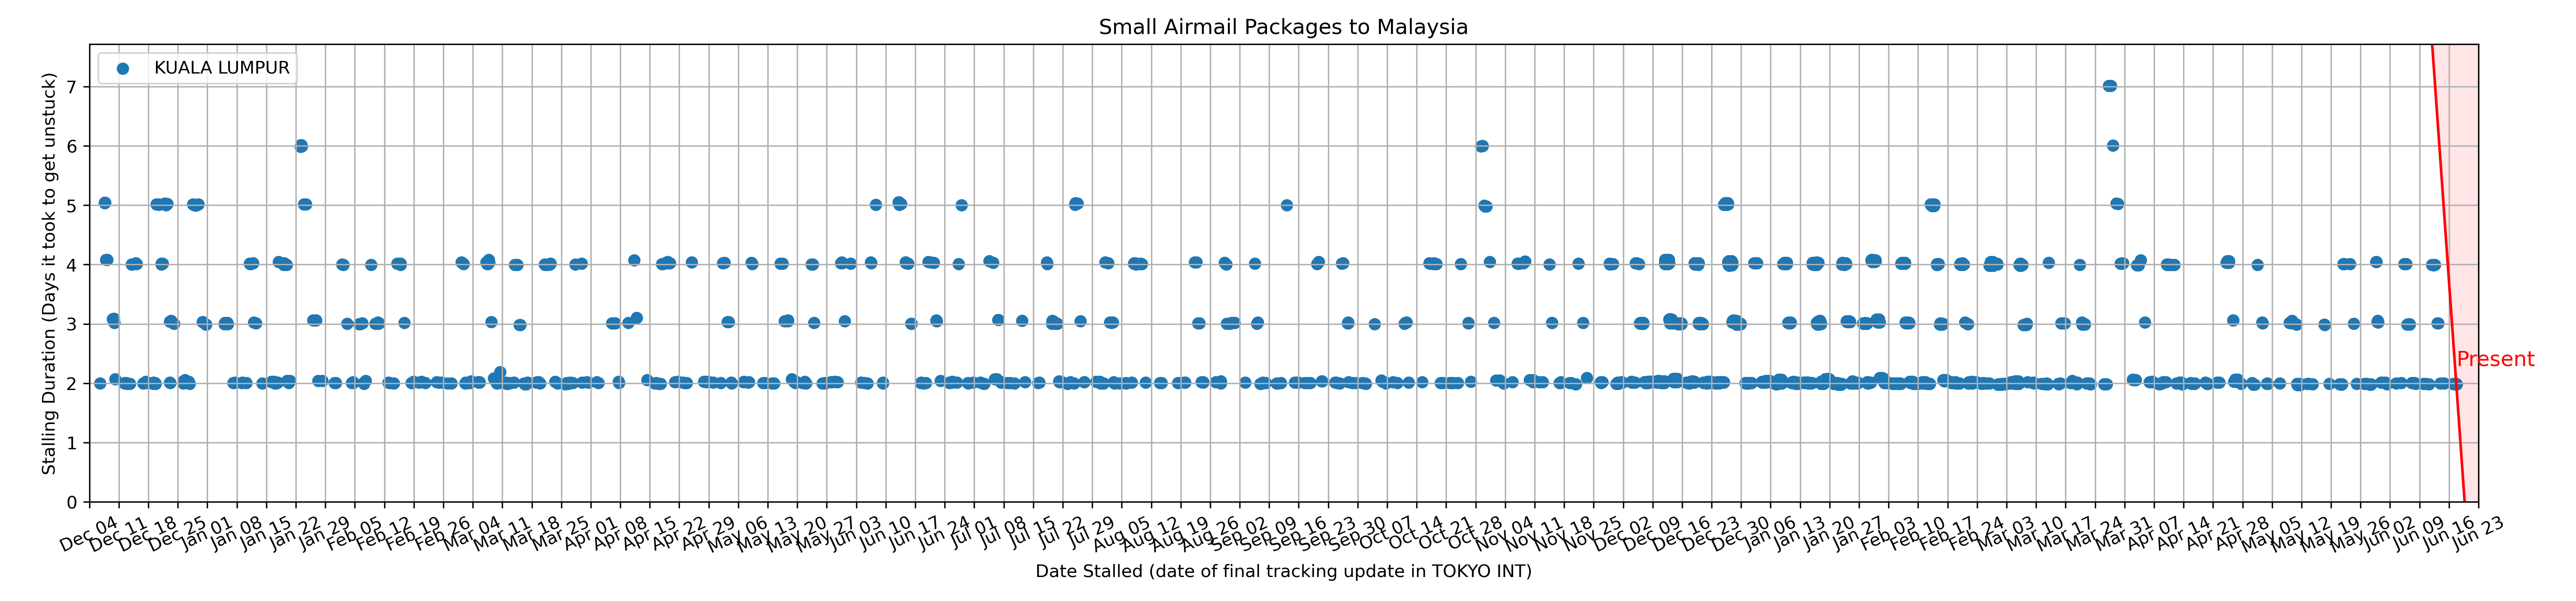 Small Airmail Packages to Malaysia
KUALA LUMPUR
Stalling Duration (Days it took to get unstuck)
7
6
5
4
3
2
1
0
Present
Dec 04
Dec 11
Dec 18
Dec 25
Jan 01
Jan 08
Jan 15
Jan 22
Jan 29
Feb 05
Feb 12
Feb 19
Feb 26
Mar 04
Mar 11
Mar 18
Mar 25
Apr 01
Apr 08
Apr 15
Apr 22
Apr 29
May 06
May 13
May 20
May 27
Jun 03
Jun 10
Jun 17
Jun 24
Jul 01
Jul 08
Jul 15
Jul 22
Jul 29
Aug 05
Aug 12
Aug 19
Aug 26
Sep 02
Sep 09
Sep 16
Sep 23
Sep 30
Oct 07
Oct 14
Oct 21
Oct 28
Nov 04
Nov 11
Nov 18
Nov 25
Dec 02
Dec 09
Dec 16
Dec 23
Dec 30
Jan 06
Jan 13
Jan 20
Jan 27
Feb 03
Feb 10
Feb 17
Feb 24
Mar 03
Mar 10
Mar 17
Mar 24
Mar 31
Apr 07
Apr 14
Apr 21
Apr 28
May 05
May 12
May 19
May 26
Jun 02
Jun 09
Jun 16
Jun 23
Date Stalled (date of final tracking update in TOKYO INT)